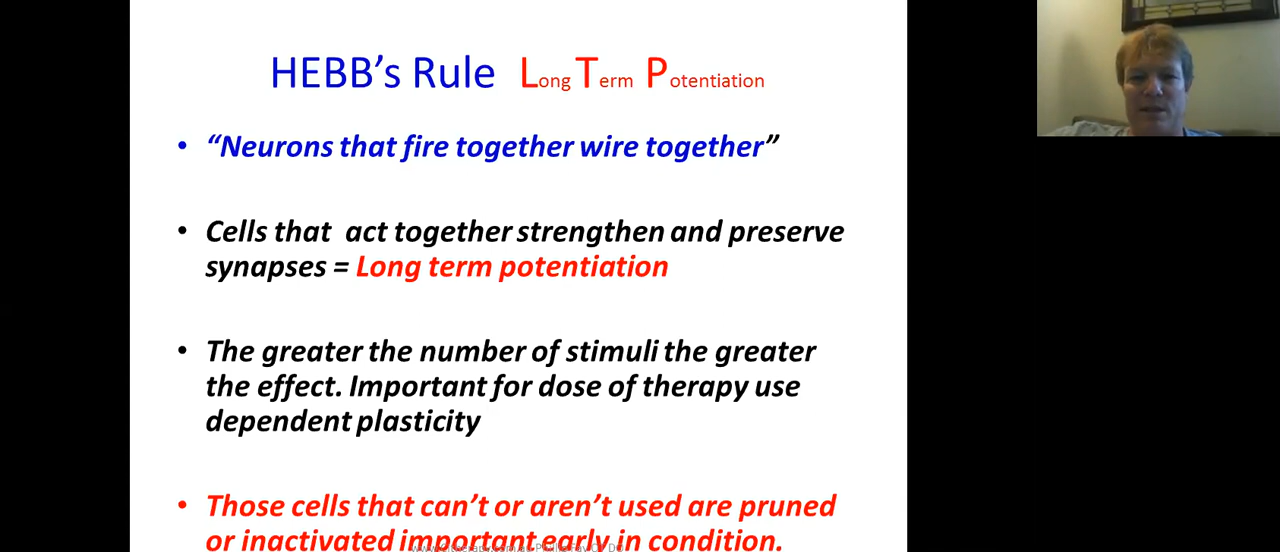 HEBB's Rule Long Term Potentiation
• "Neurons that fire together wire together"
• Cells that act together strengthen and preserve
synapses = Long term potentiation
• The greater the number of stimuli the greater
the effect. Important for dose of therapy use
dependent plasticity
• Those cells that can't or aren't used are pruned
or inactivated important early in condition.